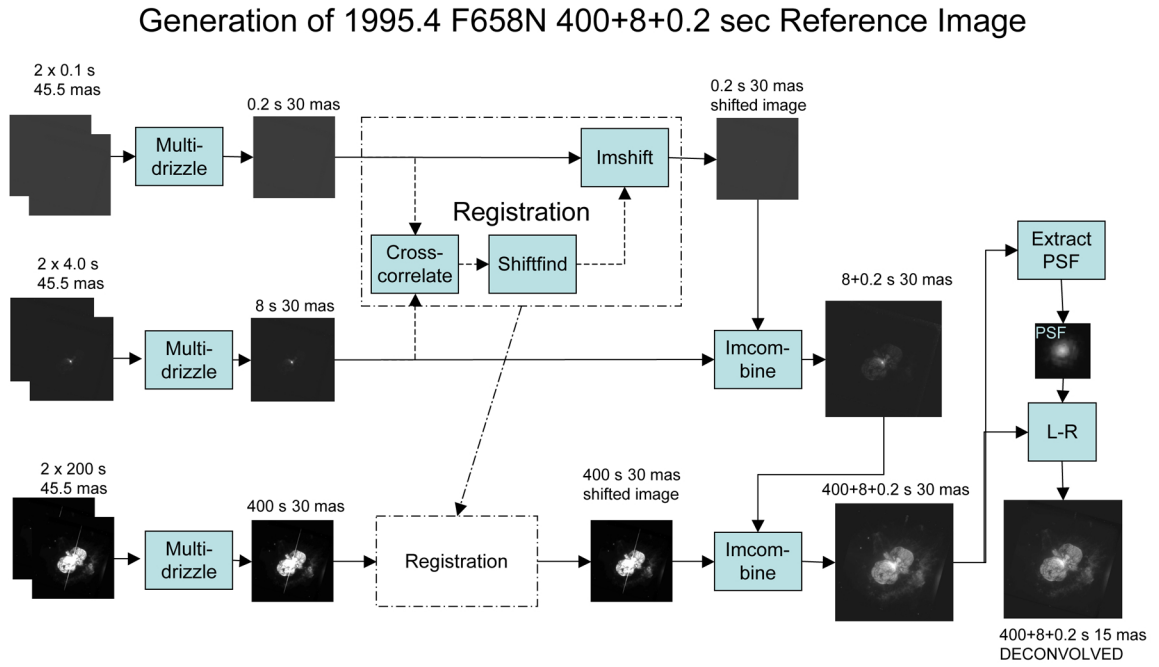 Generation of 1995.4 F658N 400+8+0.2 sec Reference Image
2 x 0.1 s
45.5 mas
Multi-
drizzle
0.2 s 30 mas
Imshift
0.2 s 30 mas
shifted image
Registration
Cross-
correlate
Shiftfind
2 x 4.0 s
45.5 mas
Multi-
drizzle
8 s 30 mas
Imcom-
bine
8+0.2 s 30 mas
Extract
PSF
PSF
L-R
2 x 200 s
45.5 mas
Multi-
drizzle
400 s 30 mas
Registration
400 s 30 mas
shifted image
Imcom-
bine
400+8+0.2 s 30 mas
400+8+0.2 s 15 mas
DECONVOLVED